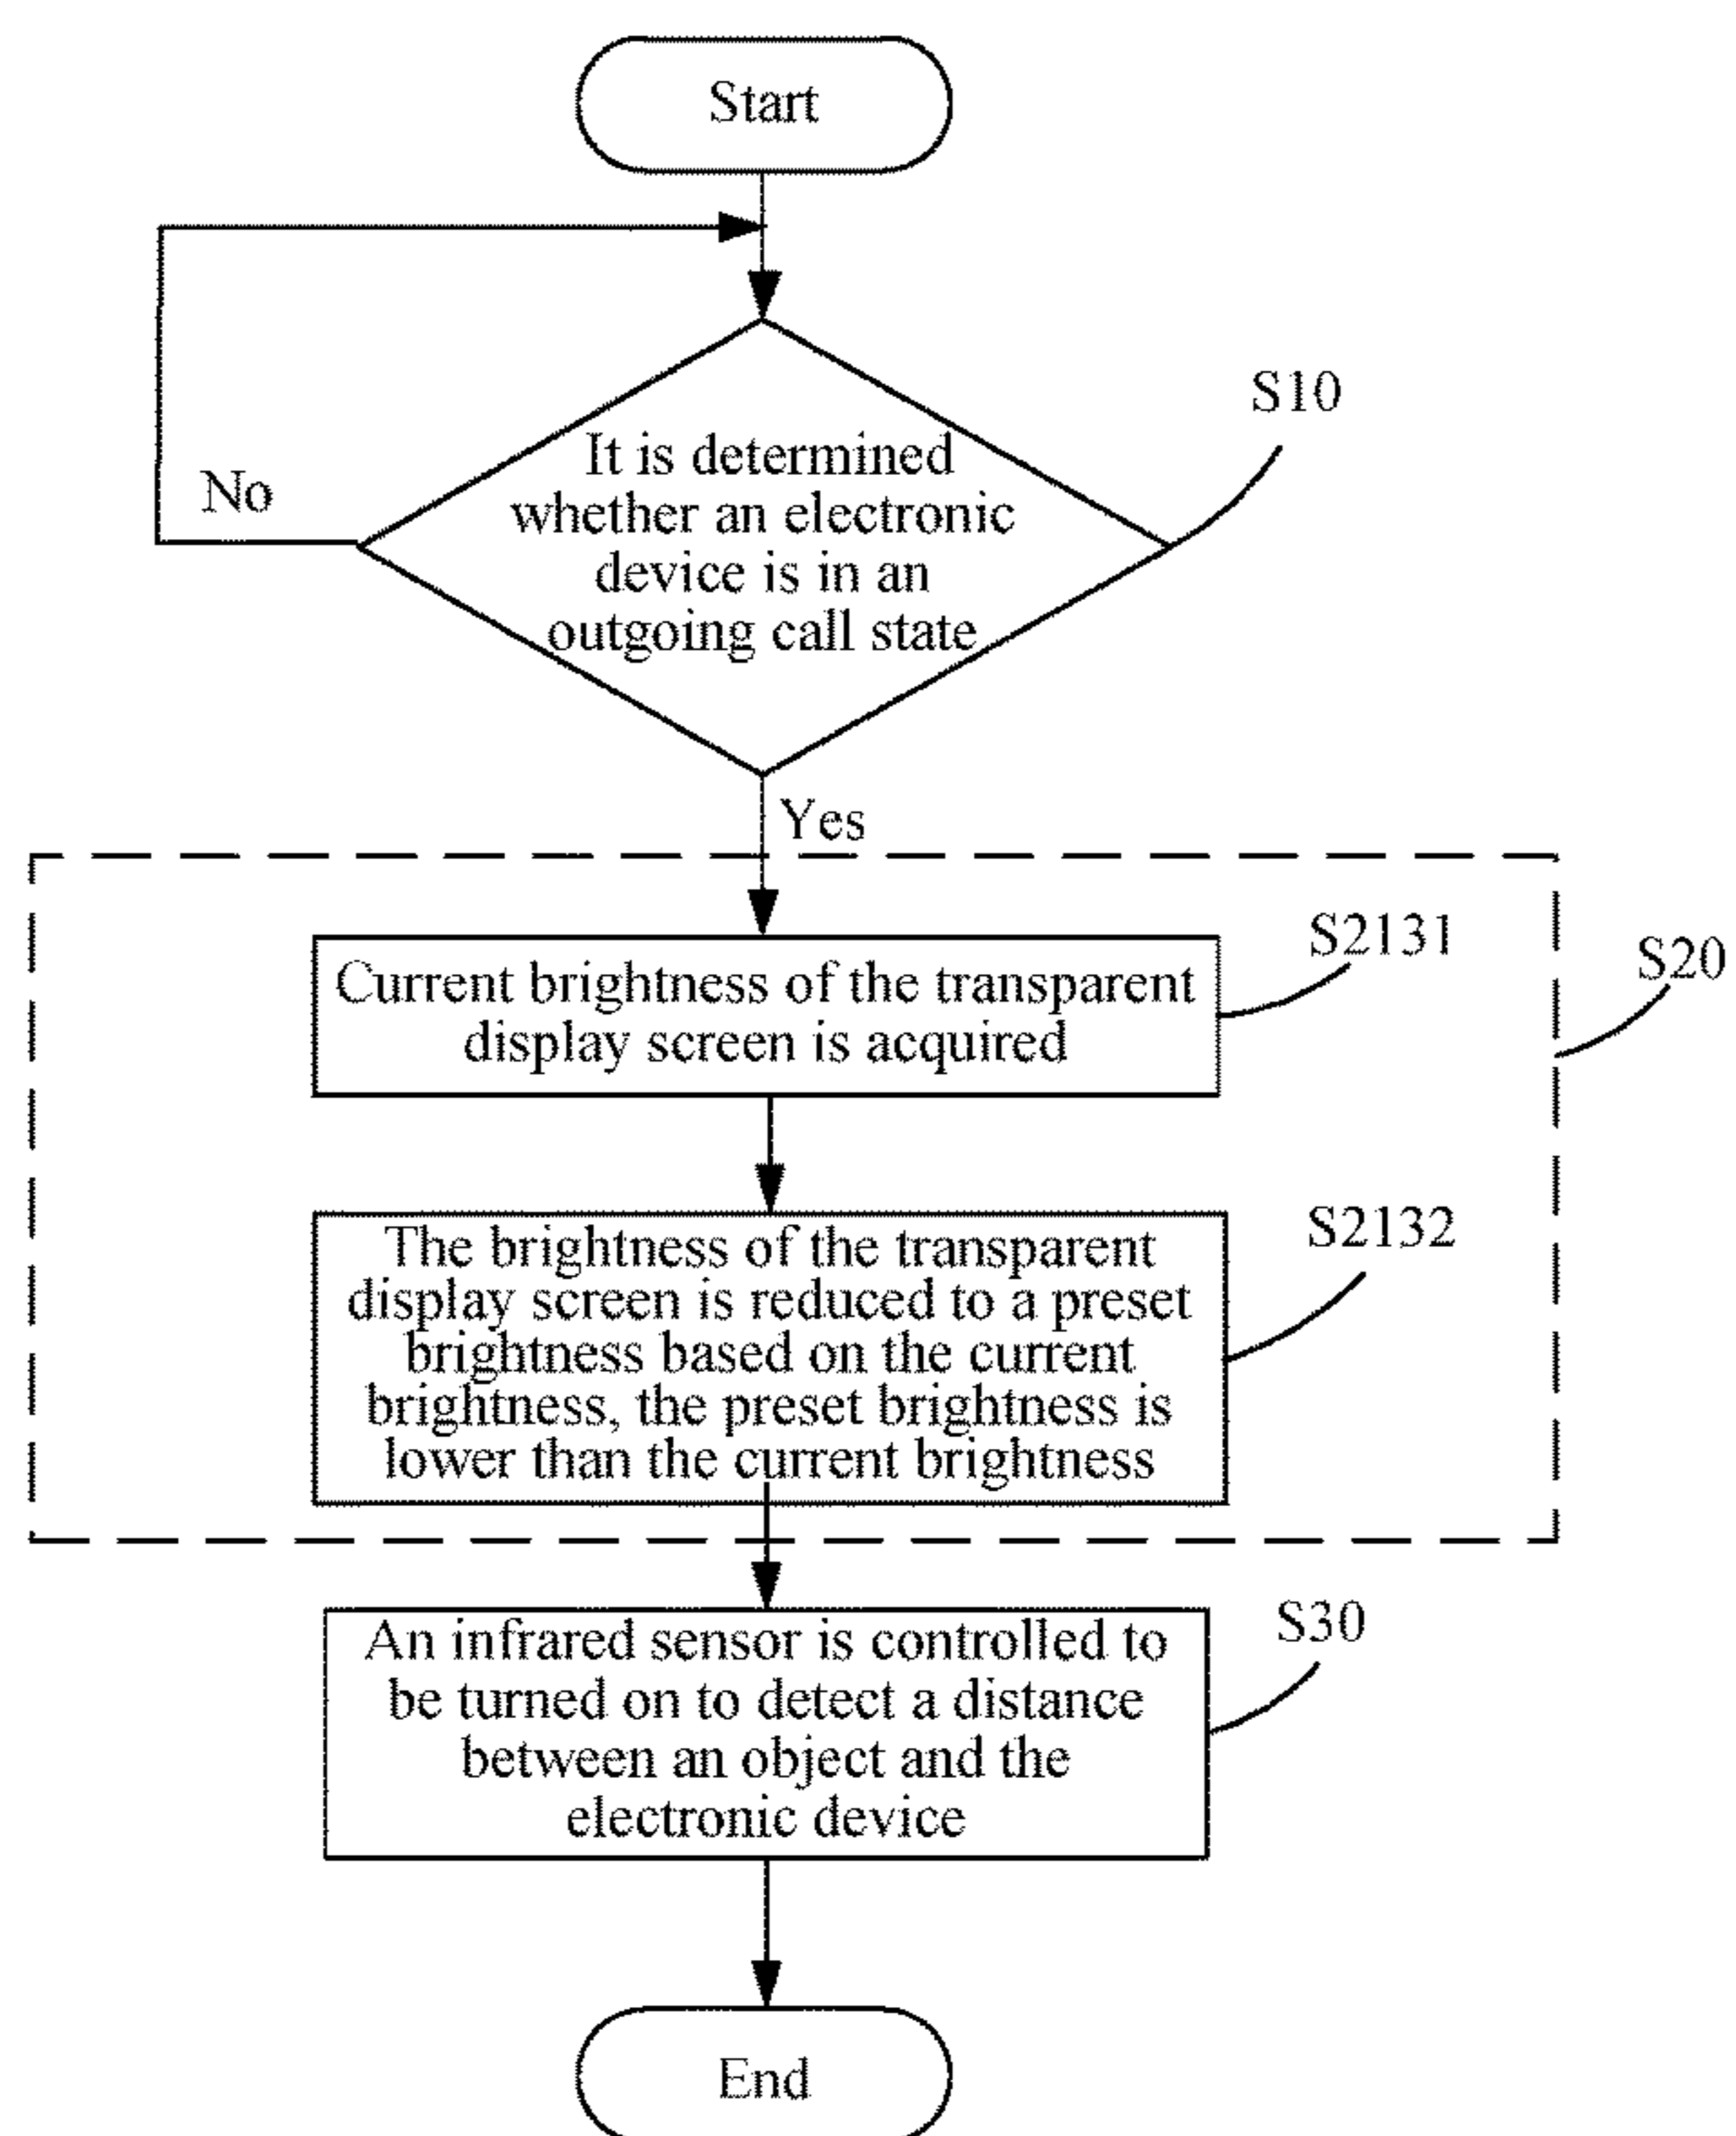 Start
S10
It is determined
whether an electronic
device is in an
outgoing call state
No
Yes
S2131
S20
Current brightness of the transparent
display screen is acquired
S2132
The brightness of the transparent
display screen is reduced to a preset
brightness based on the current
brightness, the preset brightness is
lower than the current brightness
S30
An infrared sensor is controlled to
be turned on to detect a distance
between an object and the
electronic device
End